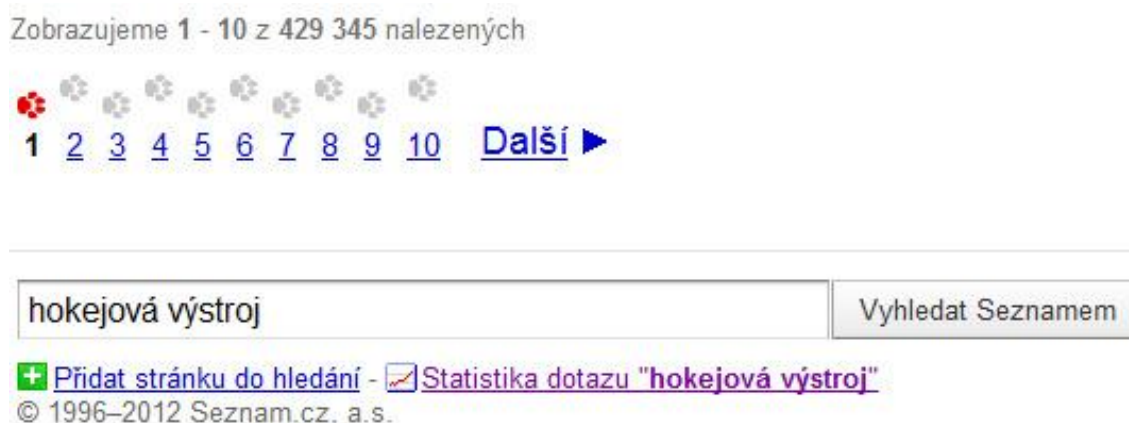 Zobrazujeme 1 - 10 z 429 345 nalezených
1 2 3 4 5 6 7 8 9 10 Další ►
hokejová výstroj Vyhledat Seznamem
Přidat stránku do hledání - Statistika dotazu "hokejová výstroj"
© 1996–2012 Seznam.cz, a.s.